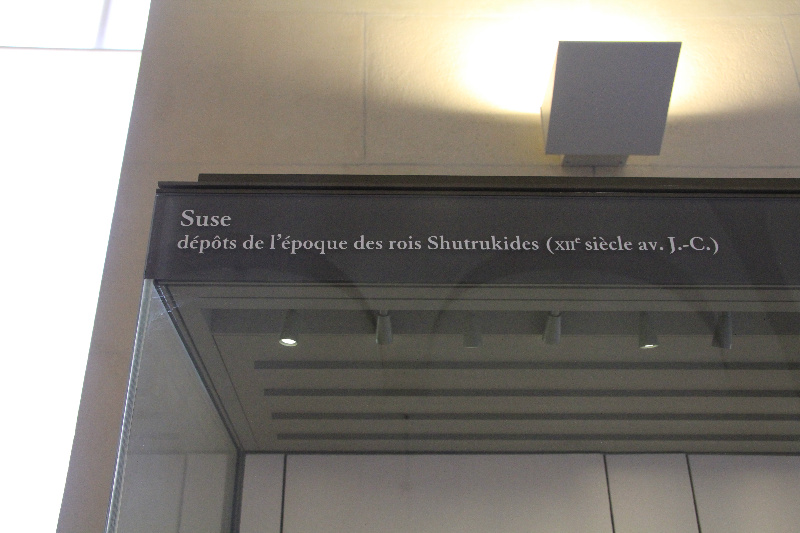 Suse
dépôts de l'époque des rois Shutrukides (XIIe siècle av. J.-C.)